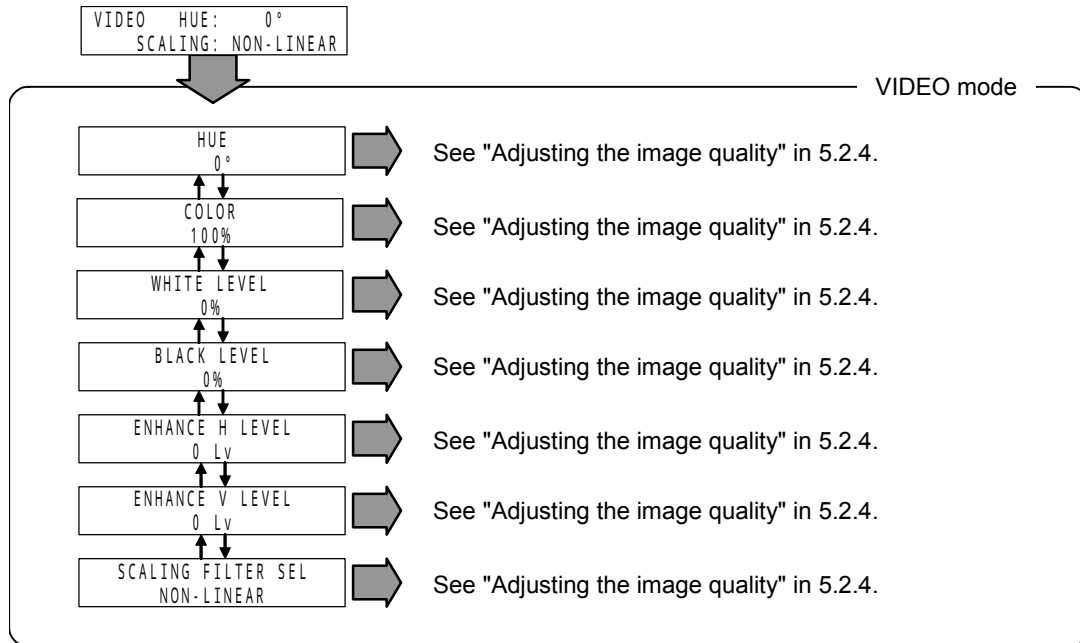 VIDEO HUE: 0°
SCALING: NON-LINEAR
VIDEO mode
HUE
0°
See "Adjusting the image quality" in 5.2.4.
COLOR
100%
See "Adjusting the image quality" in 5.2.4.
WHITE LEVEL
0%
See "Adjusting the image quality" in 5.2.4.
BLACK LEVEL
0%
See "Adjusting the image quality" in 5.2.4.
ENHANCE H LEVEL
0 Lv
See "Adjusting the image quality" in 5.2.4.
ENHANCE V LEVEL
0 Lv
See "Adjusting the image quality" in 5.2.4.
SCALING FILTER SEL
NON-LINEAR
See "Adjusting the image quality" in 5.2.4.